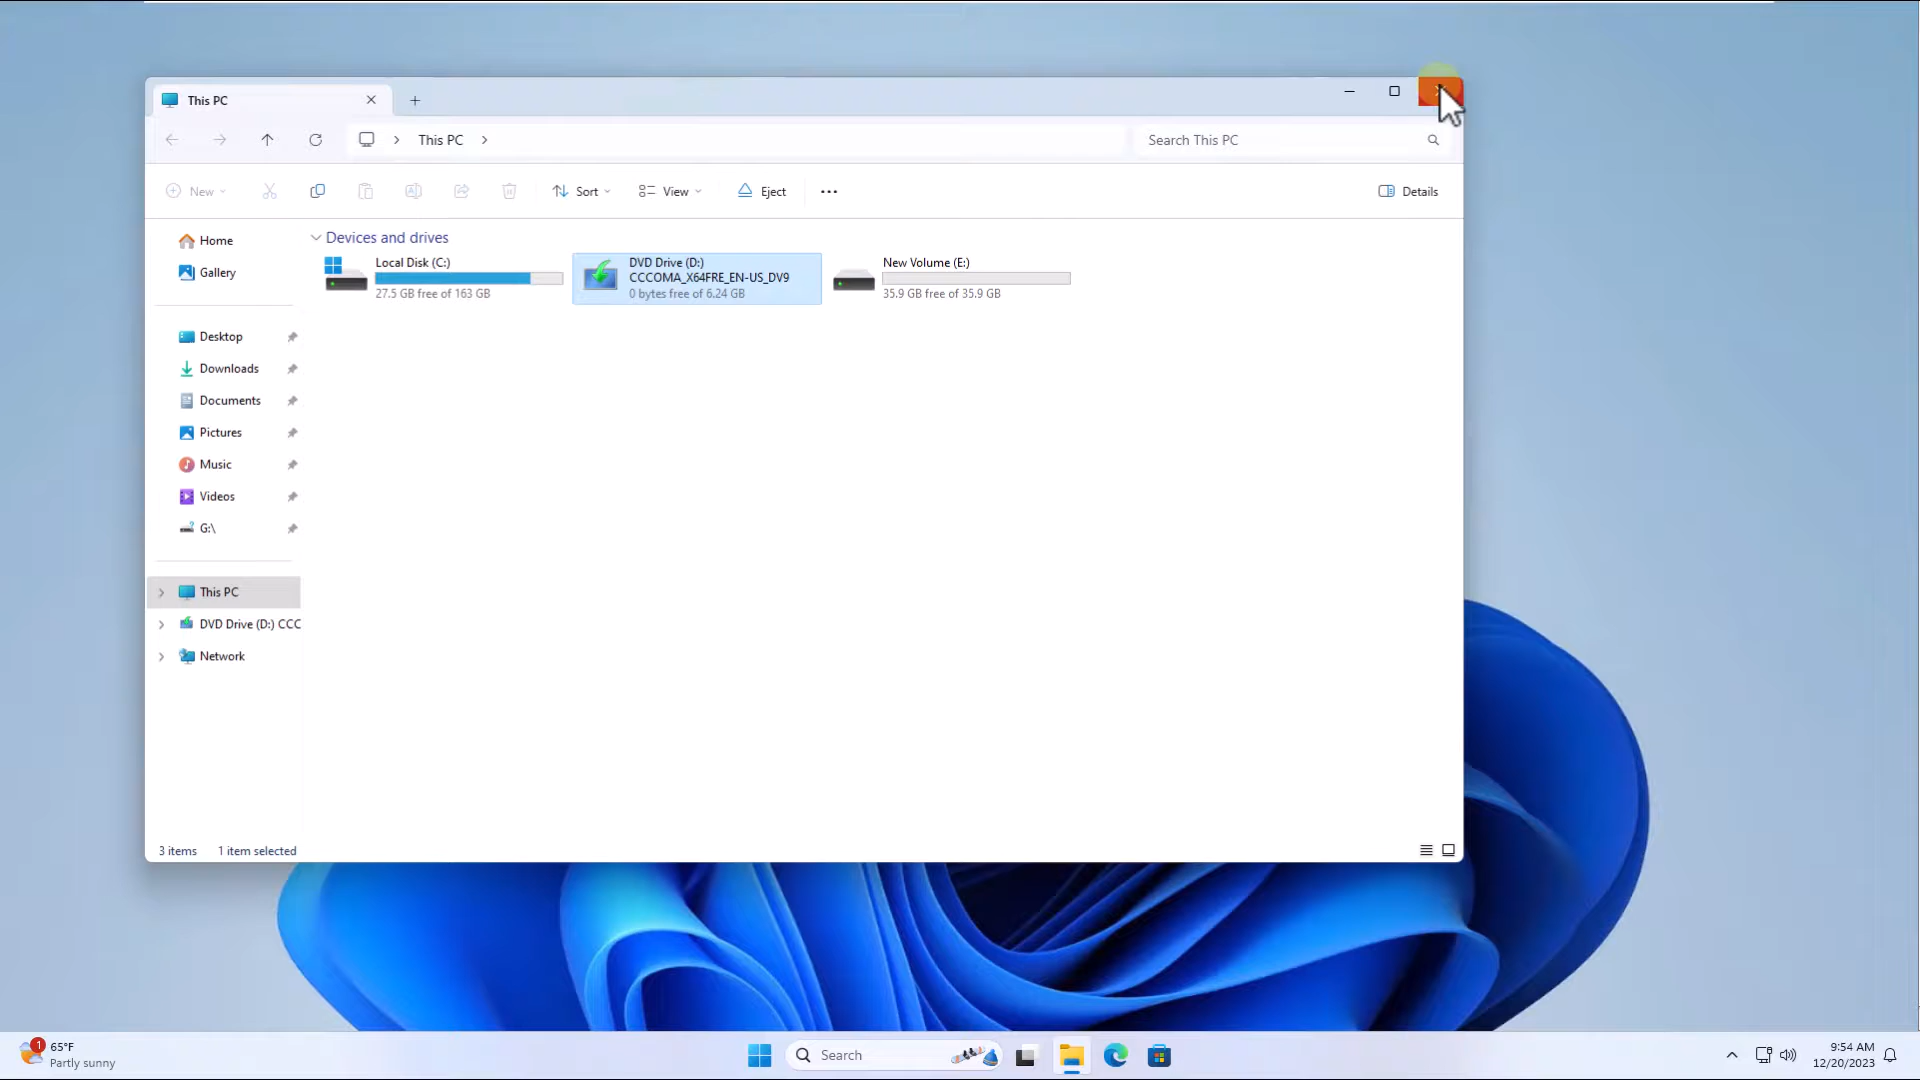 This PC
This PC
Search This PC
New
Sort
View
Eject
Details
Home
Gallery
Desktop
Downloads
Documents
Pictures
Music
Videos
G:\
This PC
DVD Drive (D:) CCC
Network
Devices and drives
Local Disk (C:)
27.5 GB free of 163 GB
DVD Drive (D:)
CCCOMA_X64FRE_EN-US_DV9
0 bytes free of 6.24 GB
New Volume (E:)
35.9 GB free of 35.9 GB
3 items
1 item selected
1
65°F
Partly sunny
Search
9:54 AM
12/20/2023